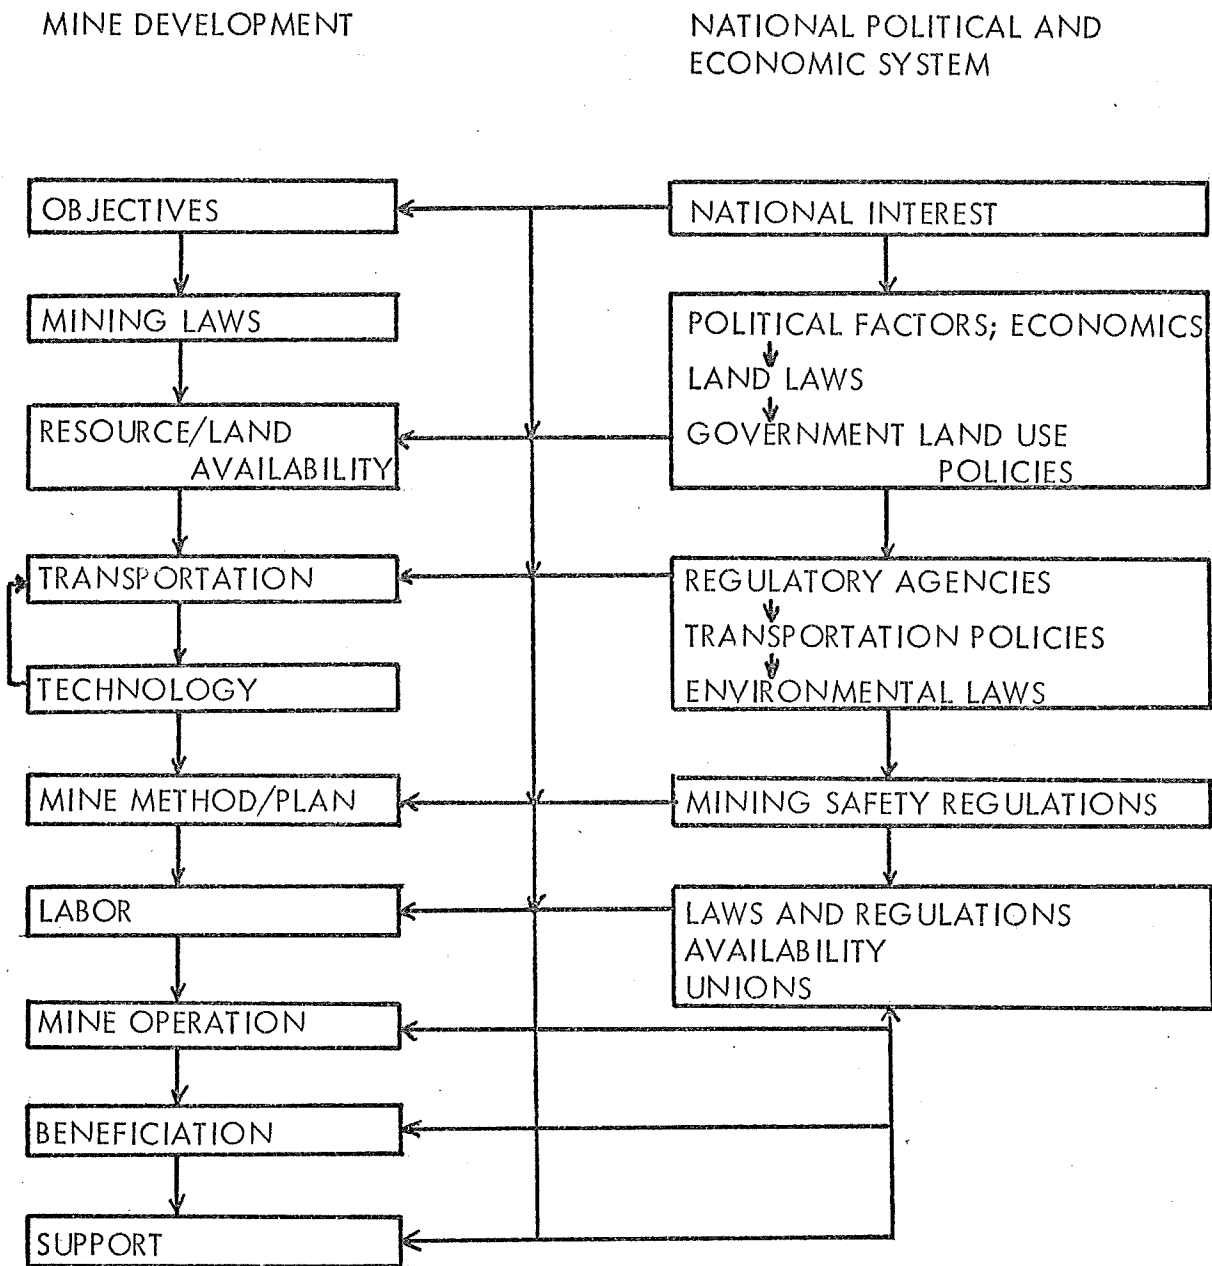 MINE DEVELOPMENT
NATIONAL POLITICAL AND
ECONOMIC SYSTEM
OBJECTIVES
MINING LAWS
RESOURCE/LAND
AVAILABILITY
TRANSPORTATION
TECHNOLOGY
MINE METHOD/PLAN
LABOR
MINE OPERATION
BENEFICIATION
SUPPORT
NATIONAL INTEREST
POLITICAL FACTORS; ECONOMICS
LAND LAWS
GOVERNMENT LAND USE
POLICIES
REGULATORY AGENCIES
TRANSPORTATION POLICIES
ENVIRONMENTAL LAWS
MINING SAFETY REGULATIONS
LAWS AND REGULATIONS
AVAILABILITY
UNIONS